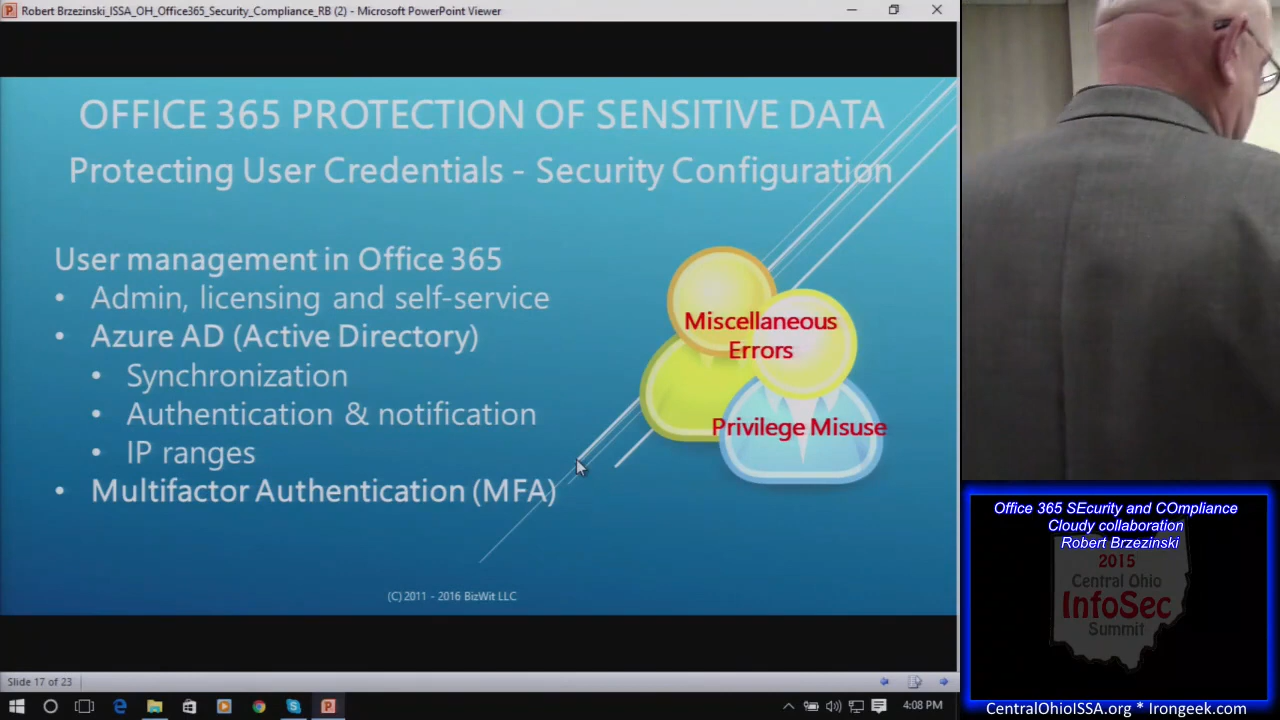 Robert Brzezinski_ISSA_OH_Office365_Security_Compliance_RB (2) - Microsoft PowerPoint Viewer
OFFICE 365 PROTECTION OF SENSITIVE DATA
Protecting User Credentials - Security Configuration
User management in Office 365
• Admin, licensing and self-service
• Azure AD (Active Directory)
• Synchronization
• Authentication & notification
• IP ranges
• Multifactor Authentication (MFA)
Miscellaneous
Errors
Privilege Misuse
(C) 2011 - 2016 BizWit LLC
Slide 17 of 23
4:08 PM
Office 365 SEcurity and COmpliance
Cloudy collaboration
Robert Brzezinski
2015
Central Ohio
InfoSec
Summit
CentralOhioISSA.org * Irongeek.com